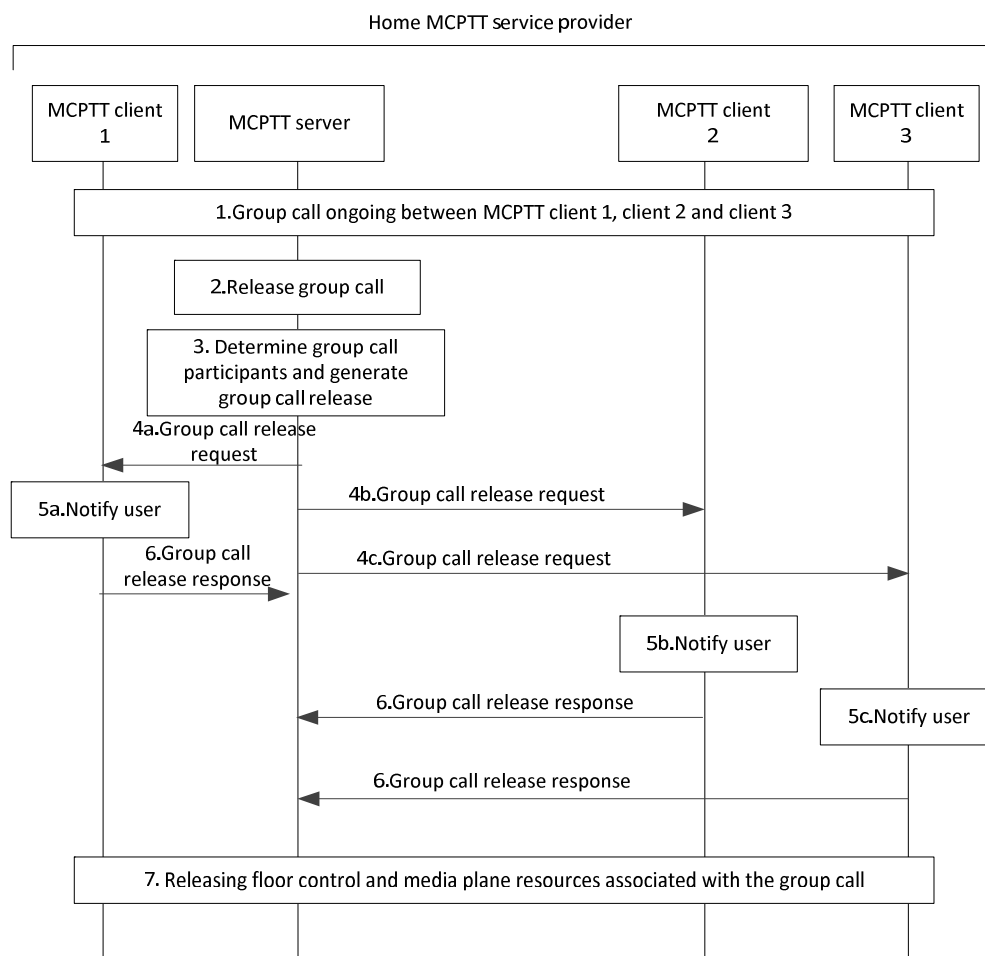 Home MCPTT service provider
MCPTT client
1
MCPTT server
MCPTT client
2
MCPTT client
3
1.Group call ongoing between MCPTT client 1, client 2 and client 3
2.Release group call
3. Determine group call
participants and generate
group call release
4a.Group call release
request
5a.Notify user
4b.Group call release request
6.Group call
release response
4c.Group call release request
5b.Notify user
6.Group call release response
5c.Notify user
6.Group call release response
7. Releasing floor control and media plane resources associated with the group call